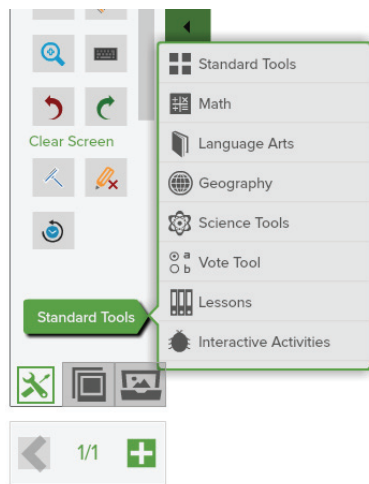 Clear Screen
Standard Tools
1/1
Standard Tools
Math
Language Arts
Geography
Science Tools
a
b
Vote Tool
Lessons
Interactive Activities